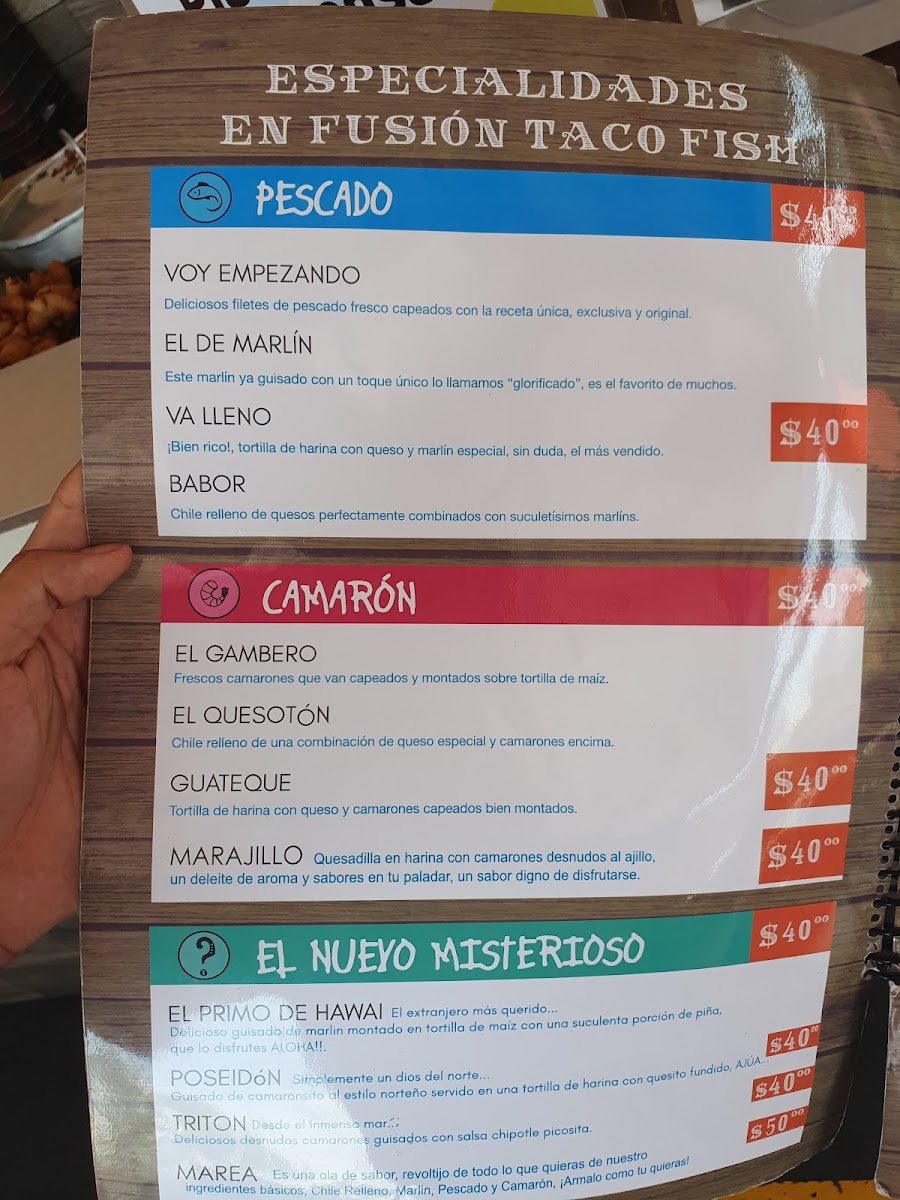 ESPECIALIDADES
EN FUSIÓN TACO FISH
PESCADO $40⁰⁰
VOY EMPEZANDO
Deliciosos filetes de pescado fresco capeados con la receta única, exclusiva y original.
EL DE MARLÍN
Este marlín ya guisado con un toque único lo llamamos “glorificado”, es el favorito de muchos.
VA LLENO
¡Bien rico!, tortilla de harina con queso y marlín especial, sin duda, el más vendido. $40⁰⁰
BABOR
Chile relleno de quesos perfectamente combinados con suculetísimos marlíns.
CAMARÓN $40⁰⁰
EL GAMBERO
Frescos camarones que van capeados y montados sobre tortilla de maíz.
EL QUESOTÓN
Chile relleno de una combinación de queso especial y camarones encima.
GUATEQUE $40⁰⁰
Tortilla de harina con queso y camarones capeados bien montados.
MARAJILLO Quesadilla en harina con camarones desnudos al ajillo, $40⁰⁰
un deleite de aroma y sabores en tu paladar, un sabor digno de disfrutarse.
EL NUEVO MISTERIOSO $40⁰⁰
EL PRIMO DE HAWAI El extranjero más querido...
Delicioso guisado de marlin montado en tortilla de maíz con una suculenta porción de piña,
que lo disfrutes ALOHA!!. $40⁰⁰
POSEIDóN Simplemente un dios del norte...
Guisado de camaronsito al estilo norteño servido en una tortilla de harina con quesito fundido, AJÚA... $40⁰⁰
TRITON Desde el inmenso mar...
Deliciosos desnudos camarones guisados con salsa chipotle picosita. $50⁰⁰
MAREA Es una ola de sabor, revoltijo de todo lo que quieras de nuestro
ingredientes básicos, Chile Relleno, Marlin, Pescado y Camarón, ¡Armalo como tu quieras!